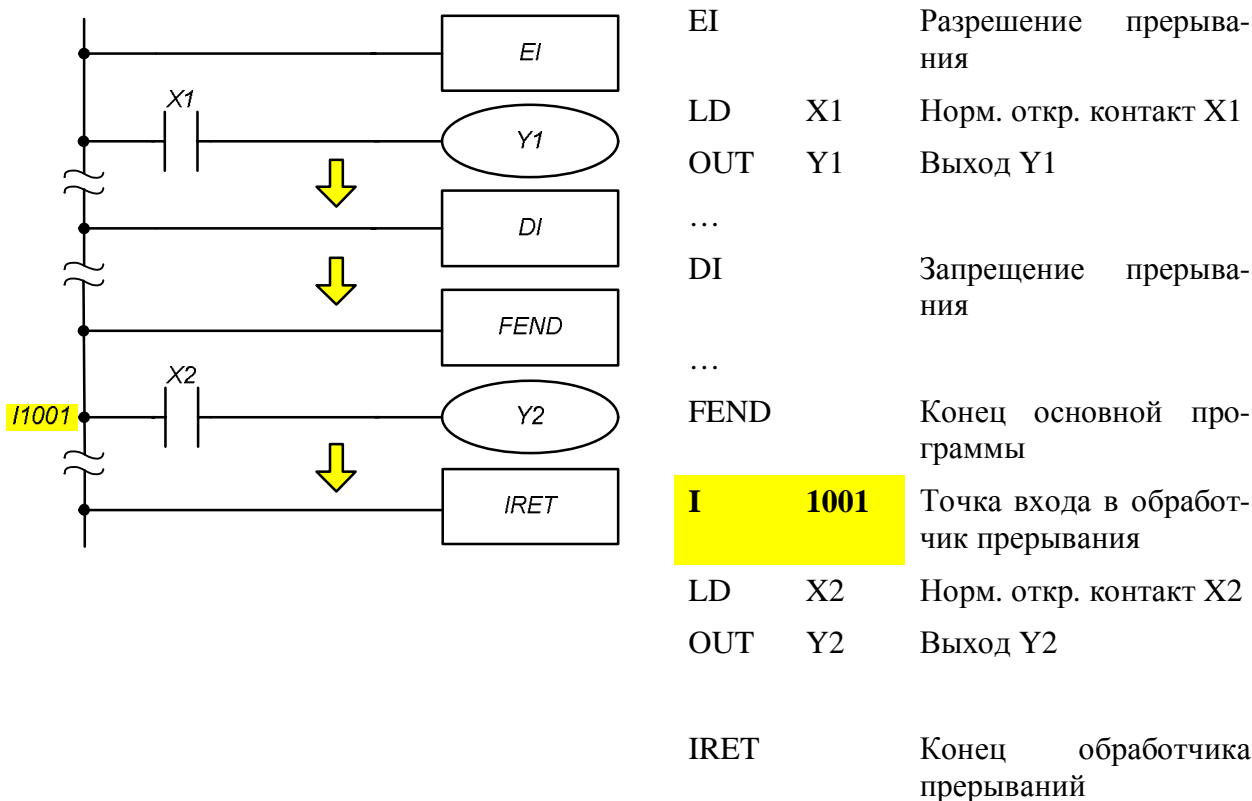 EI
X1
Y1
DI
FEND
X2
I1001
Y2
IRET
EI Разрешение прерыва-
ния
LD X1 Норм. откр. контакт X1
OUT Y1 Выход Y1
…
DI Запрещение прерыва-
ния
…
FEND Конец основной про-
граммы
I 1001 Точка входа в обработ-
чик прерывания
LD X2 Норм. откр. контакт X2
OUT Y2 Выход Y2
IRET Конец обработчика
прерываний